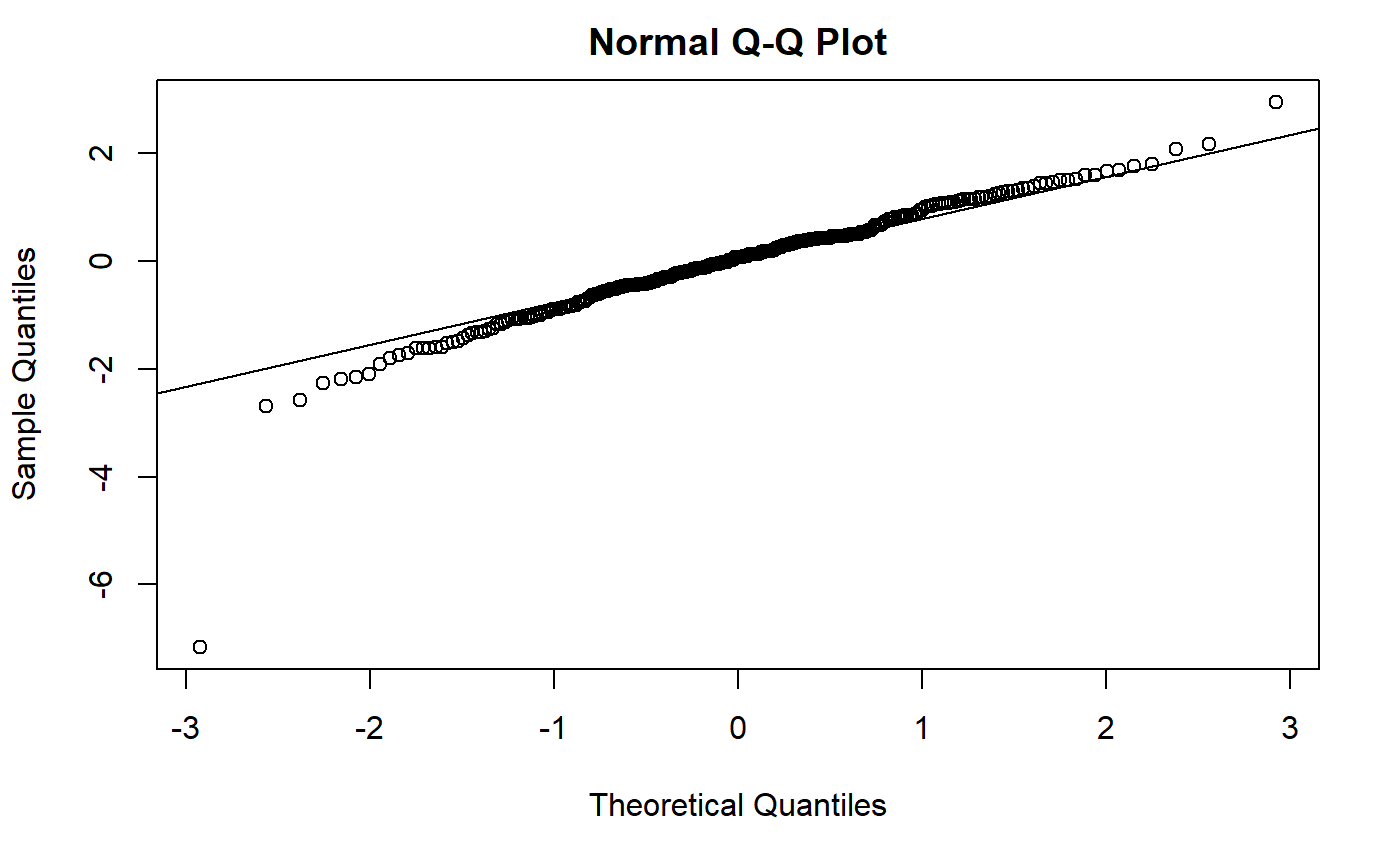 Normal Q-Q Plot
Sample Quantiles
2
0
-2
-4
-6
-3 -2 -1 0 1 2 3
Theoretical Quantiles